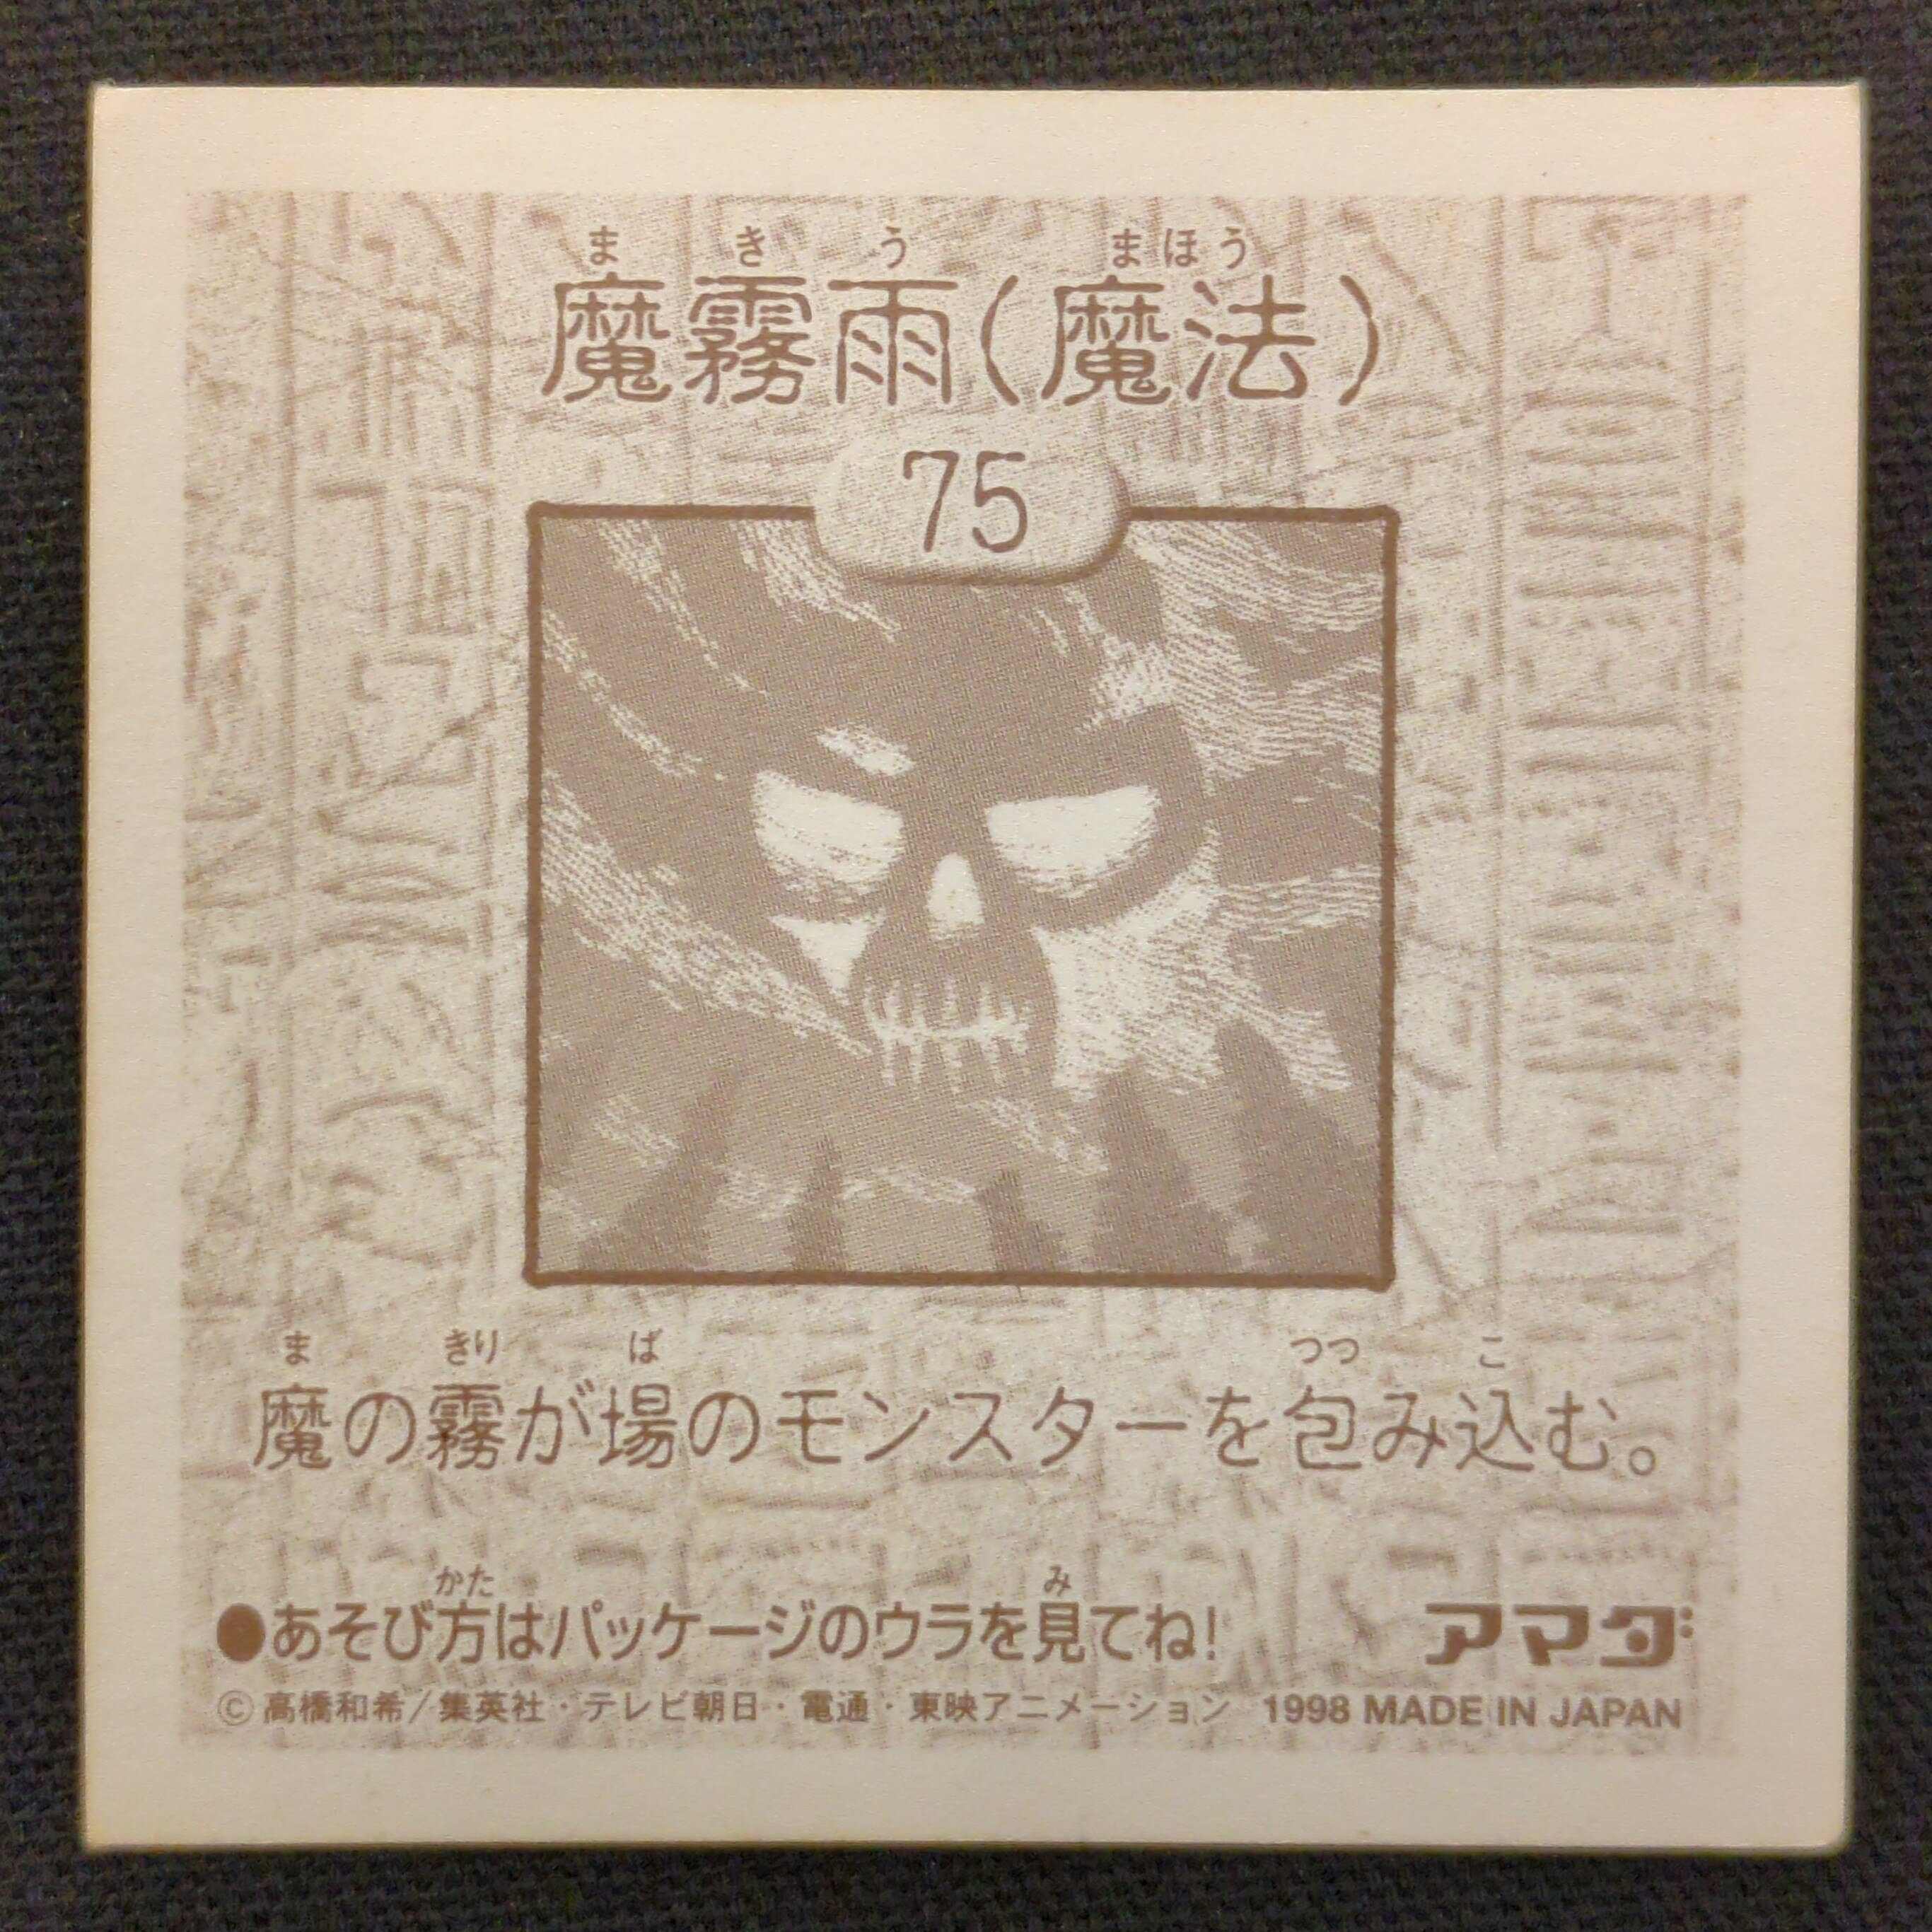 ま き う まほう
魔霧雨(魔法)
75
ま きり ば つつ こ
魔の霧が場のモンスターを包み込む。
かた み
●あそび方はパッケージのウラを見てね!
アマダ
©高橋和希/集英社・テレビ朝日・電通・東映アニメーション 1998 MADE IN JAPAN